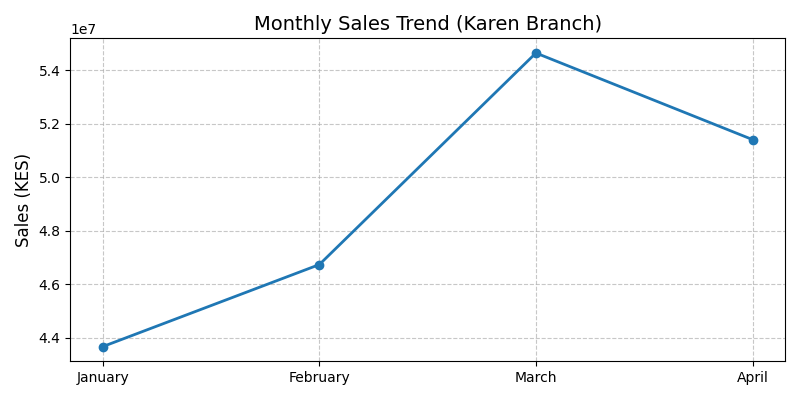 Monthly Sales Trend (Karen Branch)
1e7
5.4
5.2
5.0
4.8
4.6
4.4
Sales (KES)
January February March April